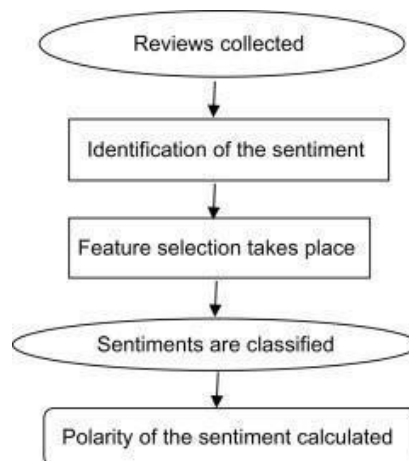 Reviews collected
Identification of the sentiment
Feature selection takes place
Sentiments are classified
Polarity of the sentiment calculated